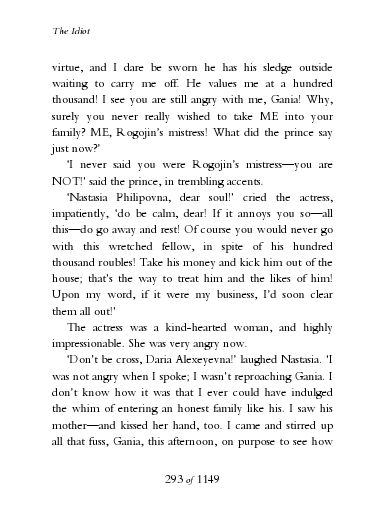 The Idiot
virtue, and I dare be sworn he has his sledge outside
waiting to carry me off. He values me at a hundred
thousand! I see you are still angry with me, Gania! Why,
surely you never really wished to take ME into your
family? ME, Rogojin's mistress! What did the prince say
just now?'
'I never said you were Rogojin's mistress—you are
NOT!' said the prince, in trembling accents.
'Nastasia Philipovna, dear soul!' cried the actress,
impatiently, 'do be calm, dear! If it annoys you so—all
this—do go away and rest! Of course you would never go
with this wretched fellow, in spite of his hundred
thousand roubles! Take his money and kick him out of the
house; that's the way to treat him and the likes of him!
Upon my word, if it were my business, I'd soon clear
them all out!'
The actress was a kind-hearted woman, and highly
impressionable. She was very angry now.
'Don't be cross, Daria Alexeyevna!' laughed Nastasia. 'I
was not angry when I spoke; I wasn't reproaching Gania. I
don't know how it was that I ever could have indulged
the whim of entering an honest family like his. I saw his
mother—and kissed her hand, too. I came and stirred up
all that fuss, Gania, this afternoon, on purpose to see how
293 of 1149